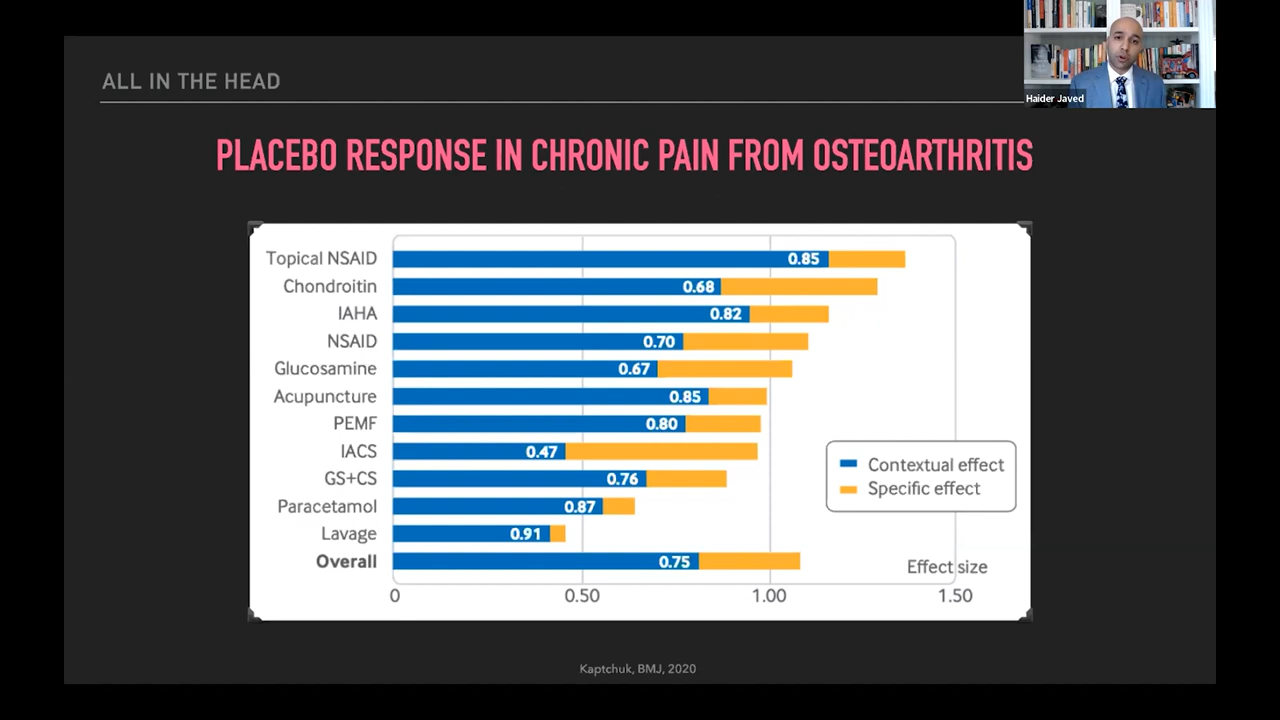 ALL IN THE HEAD
Haider Javed
PLACEBO RESPONSE IN CHRONIC PAIN FROM OSTEOARTHRITIS
Topical NSAID 0.85
Chondroitin 0.68
IAHA 0.82
NSAID 0.70
Glucosamine 0.67
Acupuncture 0.85
PEMF 0.80
IACS 0.47
GS+CS 0.76
Paracetamol 0.87
Lavage 0.91
Overall 0.75
Contextual effect
Specific effect
Effect size
0 0.50 1.00 1.50
Kaptchuk, BMJ, 2020